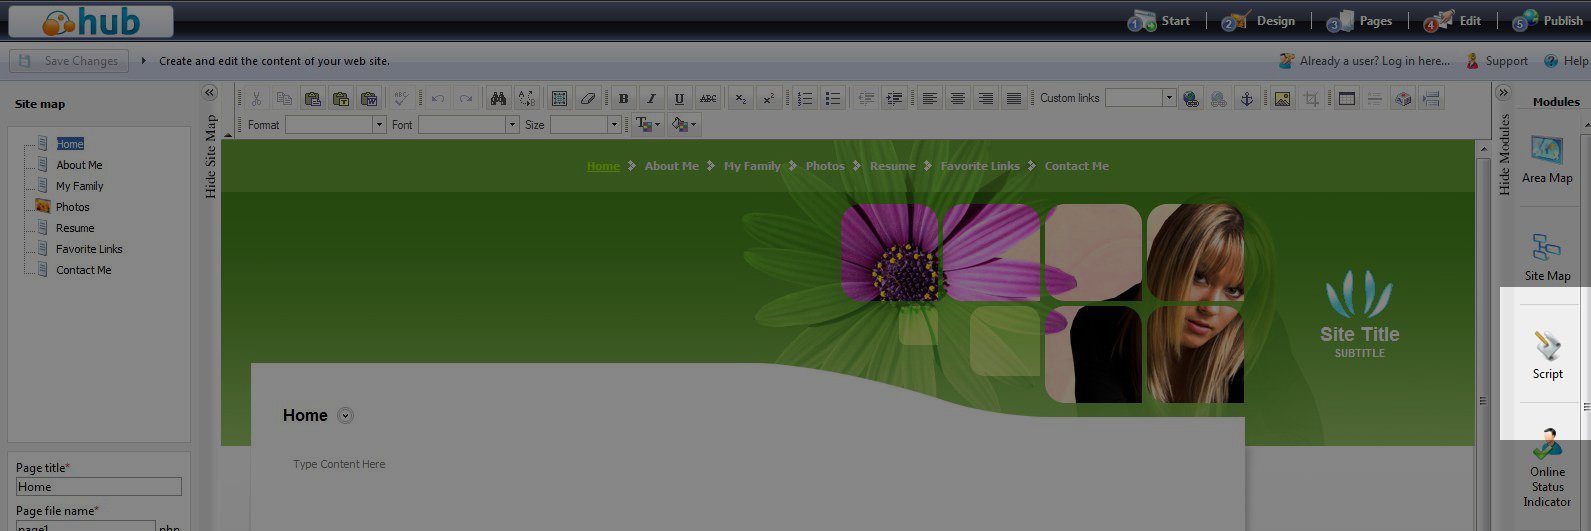 hub
1 Start
2 Design
3 Pages
4 Edit
5 Publish
Save Changes
Create and edit the content of your web site.
Already a user? Log in here...
Support
Help
Site map
Home
About Me
My Family
Photos
Resume
Favorite Links
Contact Me
Page title*
Home
Page file name*
page1 .php
Hide Site Map
B I U ABC x₂ x²
Custom links
Format
Font
Size
Home
About Me
My Family
Photos
Resume
Favorite Links
Contact Me
Site Title
SUBTITLE
Home
Type Content Here
Hide Modules
Modules
Area Map
Site Map
Script
Online
Status
Indicator